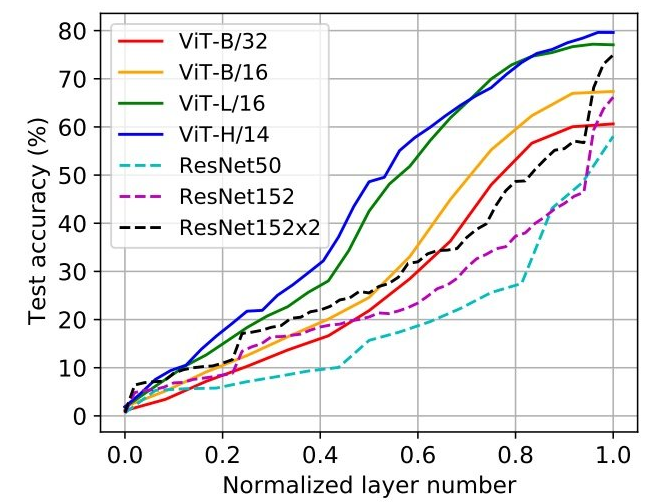 80
70
60
50
40
30
20
10
0
Test accuracy (%)
ViT-B/32
ViT-B/16
ViT-L/16
ViT-H/14
ResNet50
ResNet152
ResNet152x2
0.0 0.2 0.4 0.6 0.8 1.0
Normalized layer number